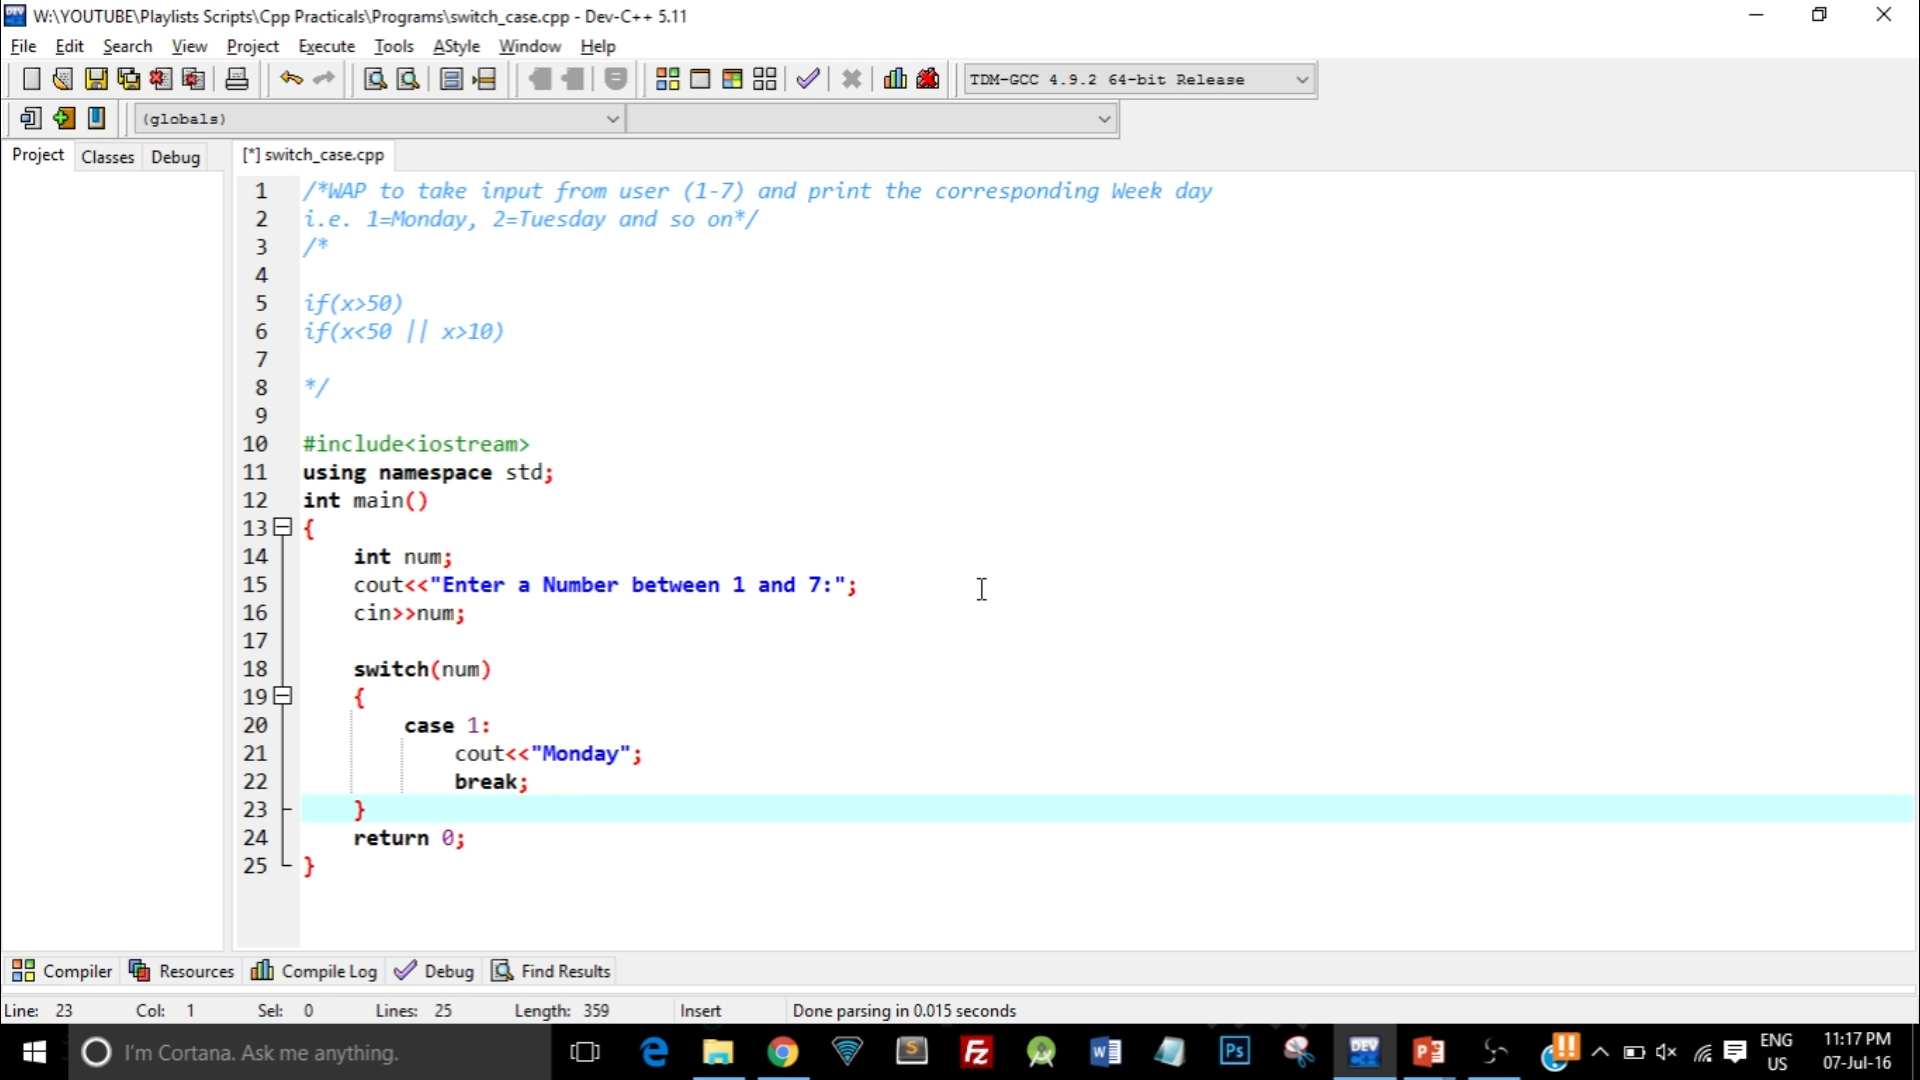 W:\YOUTUBE\Playlists Scripts\Cpp Practicals\Programs\switch_case.cpp - Dev-C++ 5.11
File Edit Search View Project Execute Tools AStyle Window Help
TDM-GCC 4.9.2 64-bit Release
(globals)
Project Classes Debug
[*] switch_case.cpp
1 /*WAP to take input from user (1-7) and print the corresponding Week day
2 i.e. 1=Monday, 2=Tuesday and so on*/
3 /*
4
5 if(x>50)
6 if(x<50 || x>10)
7
8 */
9
10 #include<iostream>
11 using namespace std;
12 int main()
13 {
14 int num;
15 cout<<"Enter a Number between 1 and 7:";
16 cin>>num;
17
18 switch(num)
19 {
20 case 1:
21 cout<<"Monday";
22 break;
23 }
24 return 0;
25 }
Compiler Resources Compile Log Debug Find Results
Line: 23 Col: 1 Sel: 0 Lines: 25 Length: 359 Insert Done parsing in 0.015 seconds
I'm Cortana. Ask me anything.
ENG
US
11:17 PM
07-Jul-16